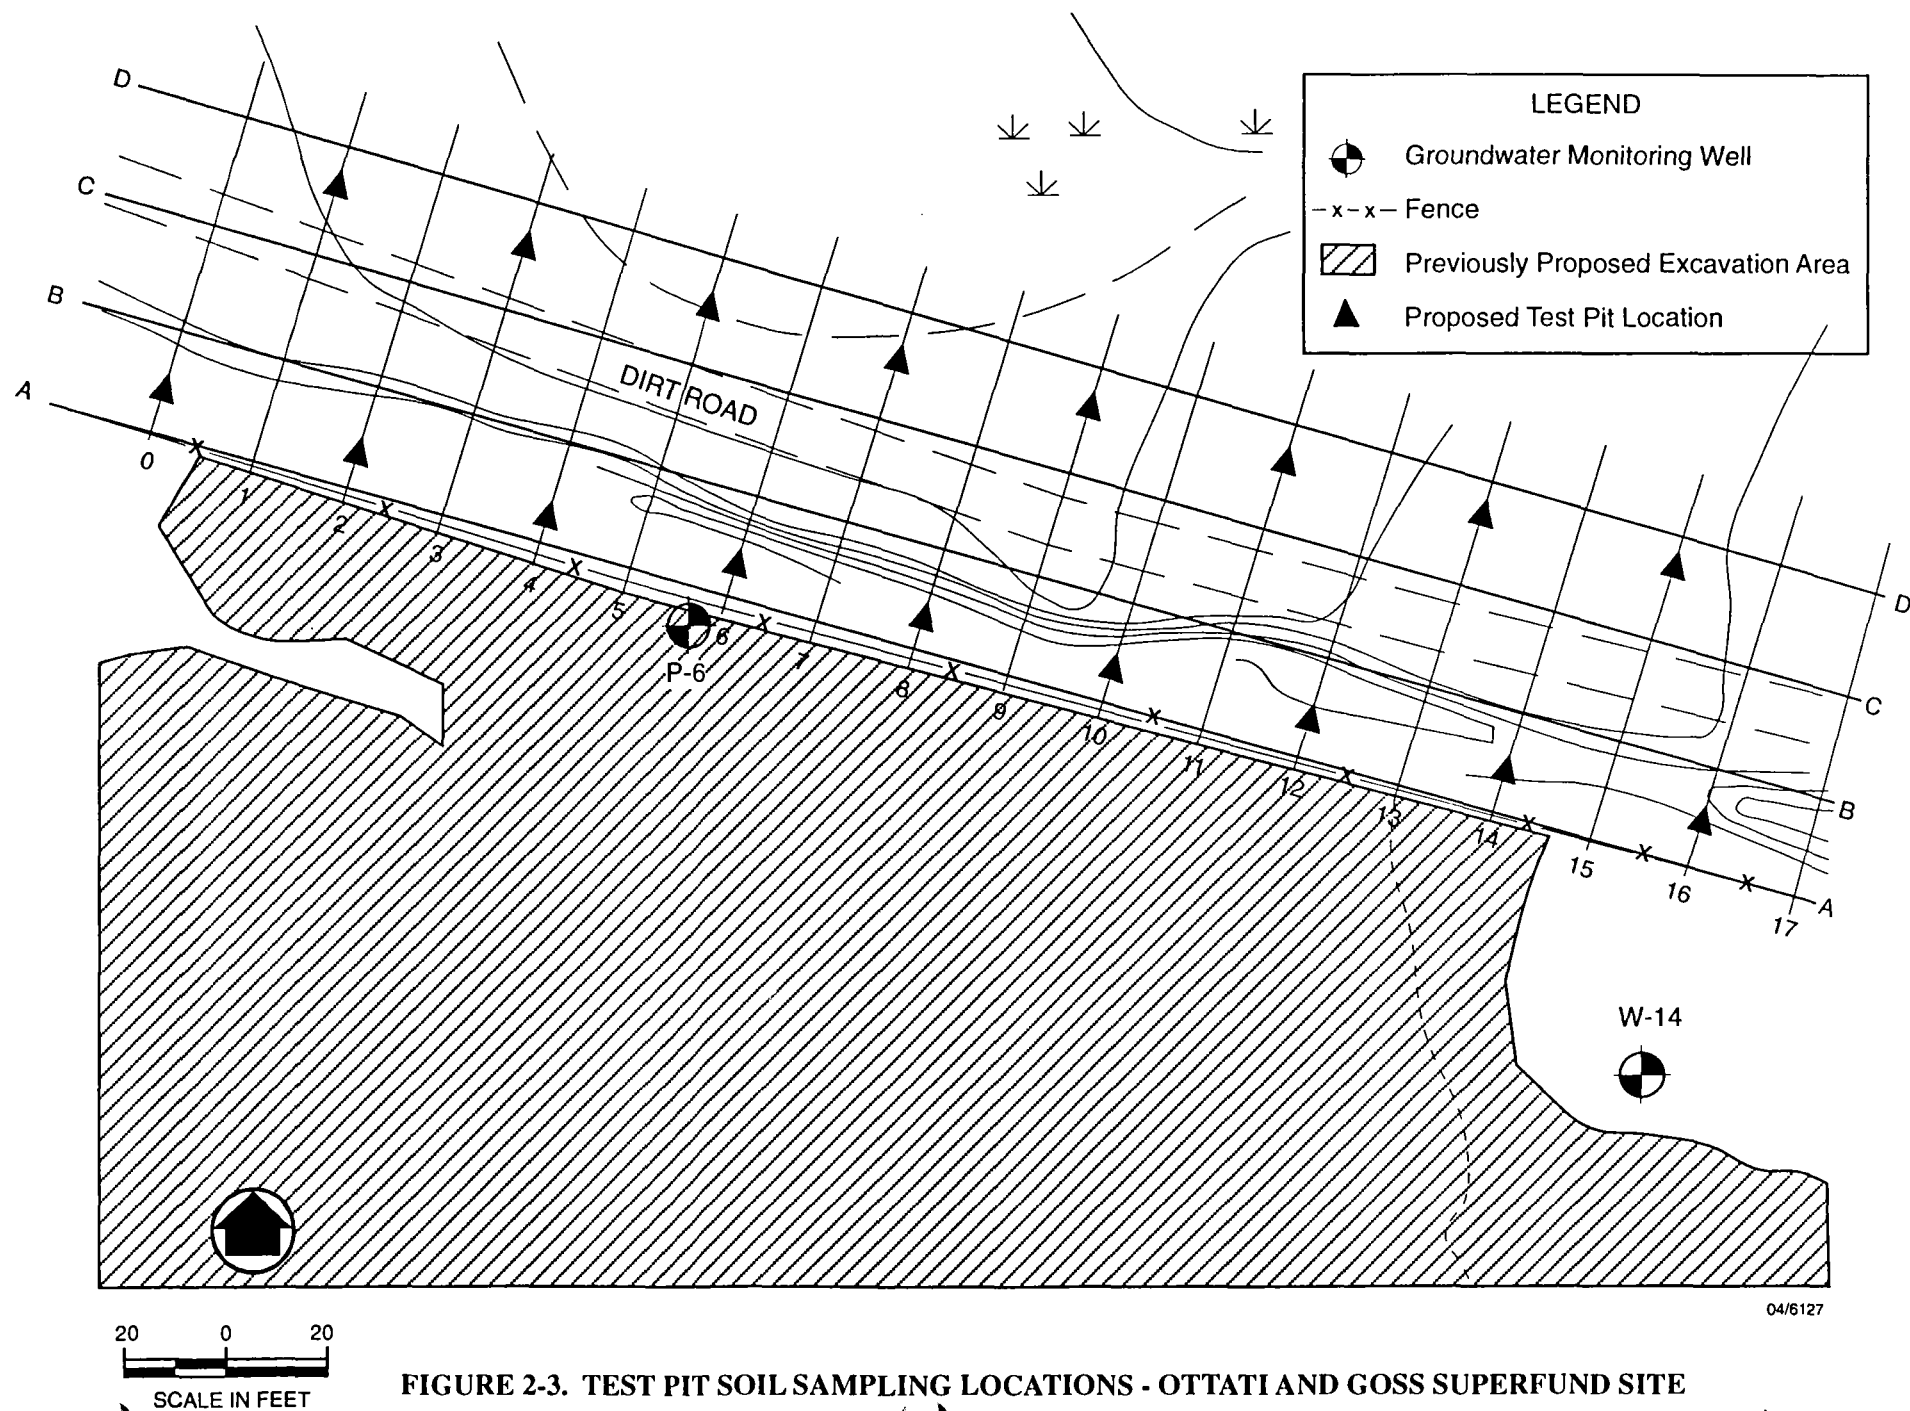 D
C
B
A
LEGEND
Groundwater Monitoring Well
-x-x- Fence
Previously Proposed Excavation Area
Proposed Test Pit Location
DIRT ROAD
0
1
2
3
4
5
6
7
8
9
10
11
12
13
14
15
16
17
x
x
x
x
x
x
x
x
x
x
D
C
B
A
P-6
W-14
04/6127
20 0 20
SCALE IN FEET
FIGURE 2-3. TEST PIT SOIL SAMPLING LOCATIONS - OTTATI AND GOSS SUPERFUND SITE